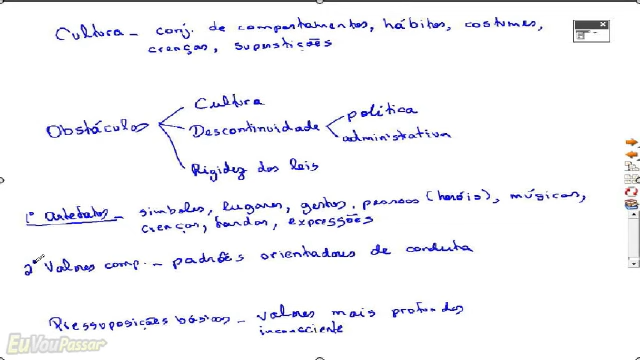 Cultura - conj. de comportamentos, hábitos, costumes,
crenças, superstições
Obstáculos
Cultura
Descontinuidade
política
administrativa
Rigidez das leis
1º Artefatos - símbolos, lugares, gestos, pessoas (heróis), músicas,
crenças, fardas, expressões
2º Valores comp. - padrões orientadores de conduta
Pressuposições básicas - valores mais profundos
inconsciente
EuVouPassar